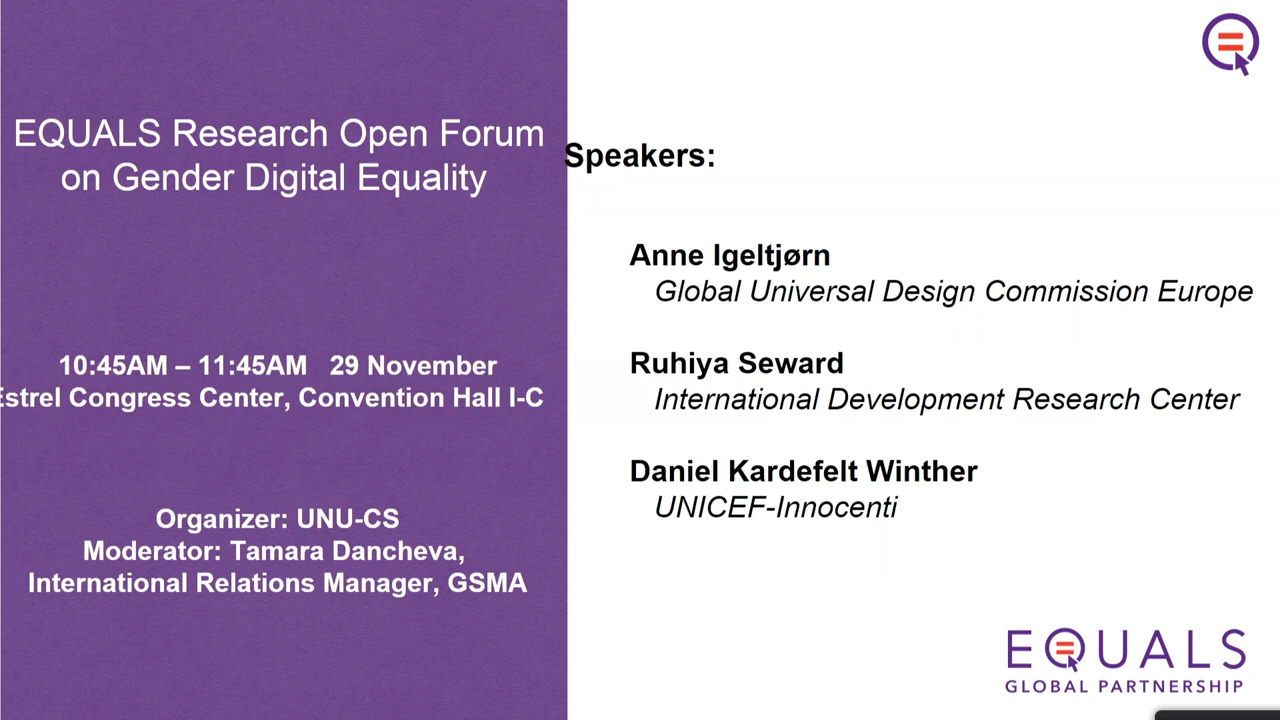 EQUALS Research Open Forum
on Gender Digital Equality
10:45AM – 11:45AM 29 November
Estrel Congress Center, Convention Hall I-C
Organizer: UNU-CS
Moderator: Tamara Dancheva,
International Relations Manager, GSMA
Speakers:
Anne Igeltjørn
Global Universal Design Commission Europe
Ruhiya Seward
International Development Research Center
Daniel Kardefelt Winther
UNICEF-Innocenti
EQUALS
GLOBAL PARTNERSHIP